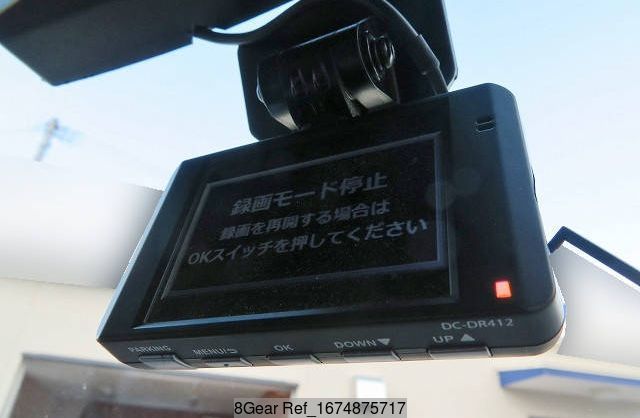 録画モード停止
録画を再開する場合は
OKスイッチを押してください
DC-DR412
PARKING MENU/⮌ OK DOWN▼ UP ▲
8Gear Ref_1674875717